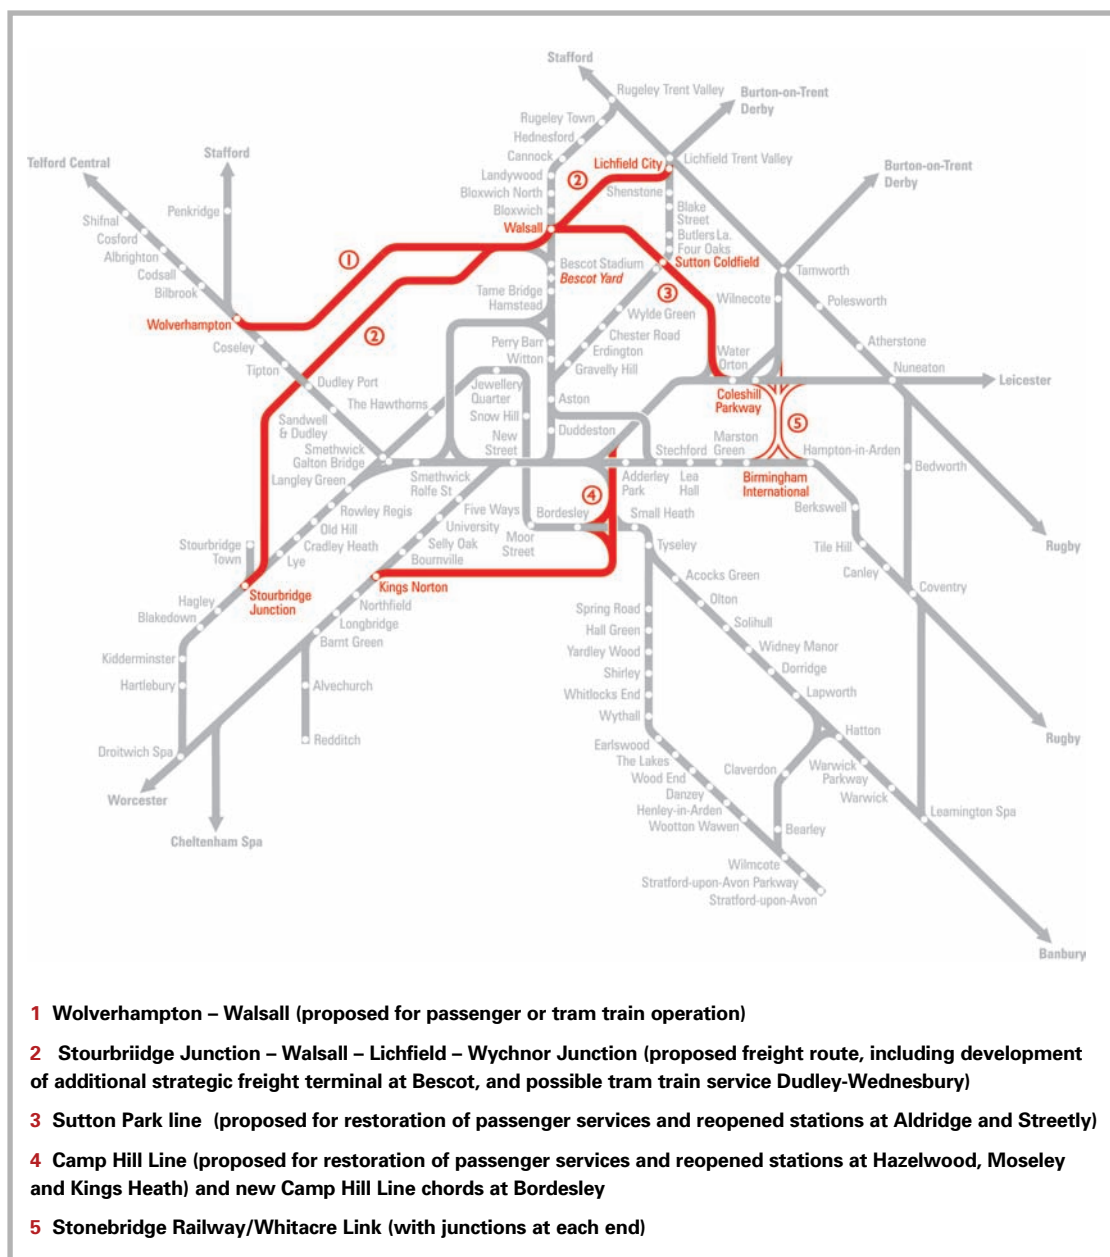 Stafford
Rugeley Trent Valley
Burton-on-Trent
Derby
Rugeley Town
Hednesford
Cannock
Lichfield City
Lichfield Trent Valley
Stafford
Telford Central
Landywood
②
Burton-on-Trent
Derby
Bloxwich North
Shenstone
Bloxwich
Blake
Street
Penkridge
Shifnal
Walsall
Butlers La.
Cosford
Four Oaks
Albrighton
①
Bescot Stadium
Sutton Coldfield
Codsall
Bescot Yard
Tamworth
Bilbrook
Tame Bridge
③
Wilnecote
Hamstead
Polesworth
Wolverhampton
②
Wylde Green
Coseley
Perry Barr
Chester Road
Atherstone
Witton
Erdington
Water
Orton
Tipton
Gravelly Hill
Nuneaton
Dudley Port
Jewellery
Quarter
Leicester
The Hawthorns
Aston
Coleshill
Parkway
Snow Hill
⑤
Sandwell
& Dudley
New
Street
Duddeston
Marston
Green
Smethwick
Galton Bridge
Stechford
Hampton-in-Arden
Langley Green
Smethwick
Rolfe St
Adderley
Park
Lea
Hall
Birmingham
International
Bedworth
④
Rowley Regis
Five Ways
Bordesley
Small Heath
Berkswell
Old Hill
University
Moor
Street
Stourbridge
Town
Cradley Heath
Selly Oak
Tyseley
Tile Hill
Rugby
Lye
Bournville
Canley
Stourbridge
Junction
Kings Norton
Acocks Green
Coventry
Hagley
Northfield
Olton
Blakedown
Longbridge
Spring Road
Solihull
Barnt Green
Hall Green
Kidderminster
Yardley Wood
Widney Manor
Hartlebury
Alvechurch
Shirley
Dorridge
Whitlocks End
Lapworth
Wythall
Droitwich Spa
Redditch
Hatton
Rugby
Earlswood
The Lakes
Claverdon
Warwick
Parkway
Wood End
Worcester
Danzey
Warwick
Henley-in-Arden
Leamington Spa
Wootton Wawen
Bearley
Cheltenham Spa
Wilmcote
Stratford-upon-Avon Parkway
Stratford-upon-Avon
Banbury
1 Wolverhampton – Walsall (proposed for passenger or tram train operation)
2 Stourbriidge Junction – Walsall – Lichfield – Wychnor Junction (proposed freight route, including development
of additional strategic freight terminal at Bescot, and possible tram train service Dudley-Wednesbury)
3 Sutton Park line (proposed for restoration of passenger services and reopened stations at Aldridge and Streetly)
4 Camp Hill Line (proposed for restoration of passenger services and reopened stations at Hazelwood, Moseley
and Kings Heath) and new Camp Hill Line chords at Bordesley
5 Stonebridge Railway/Whitacre Link (with junctions at each end)